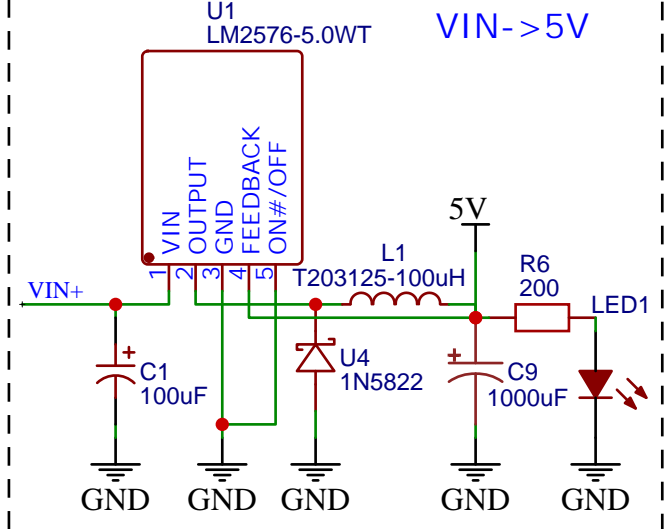 U1
LM2576-5.0WT
VIN->5V
VIN
OUTPUT
GND
FEEDBACK
ON#/OFF
1
2
3
4
5
VIN+
5V
L1
T203125-100uH
R6
200
LED1
C1
100uF
U4
1N5822
C9
1000uF
GND
GND
GND
GND
GND